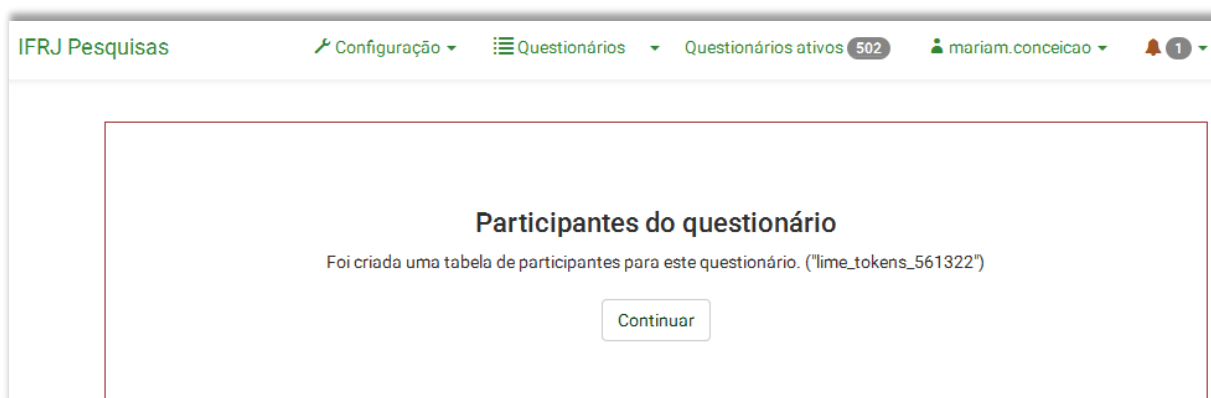 IFRJ Pesquisas Configuração Questionários Questionários ativos 502 mariam.conceicao 1
Participantes do questionário
Foi criada uma tabela de participantes para este questionário. ("lime_tokens_561322")
Continuar